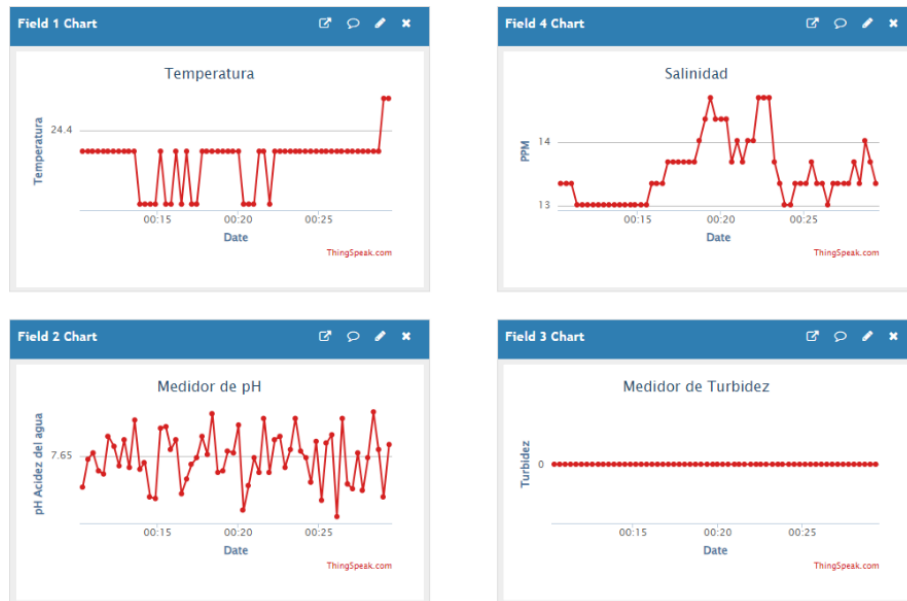 Field 1 Chart
Temperatura
Temperatura
24.4
00:15 00:20 00:25
Date
ThingSpeak.com
Field 4 Chart
Salinidad
PPM
14
13
00:15 00:20 00:25
Date
ThingSpeak.com
Field 2 Chart
Medidor de pH
pH Acidez del agua
7.65
00:15 00:20 00:25
Date
ThingSpeak.com
Field 3 Chart
Medidor de Turbidez
Turbidez
0
00:15 00:20 00:25
Date
ThingSpeak.com